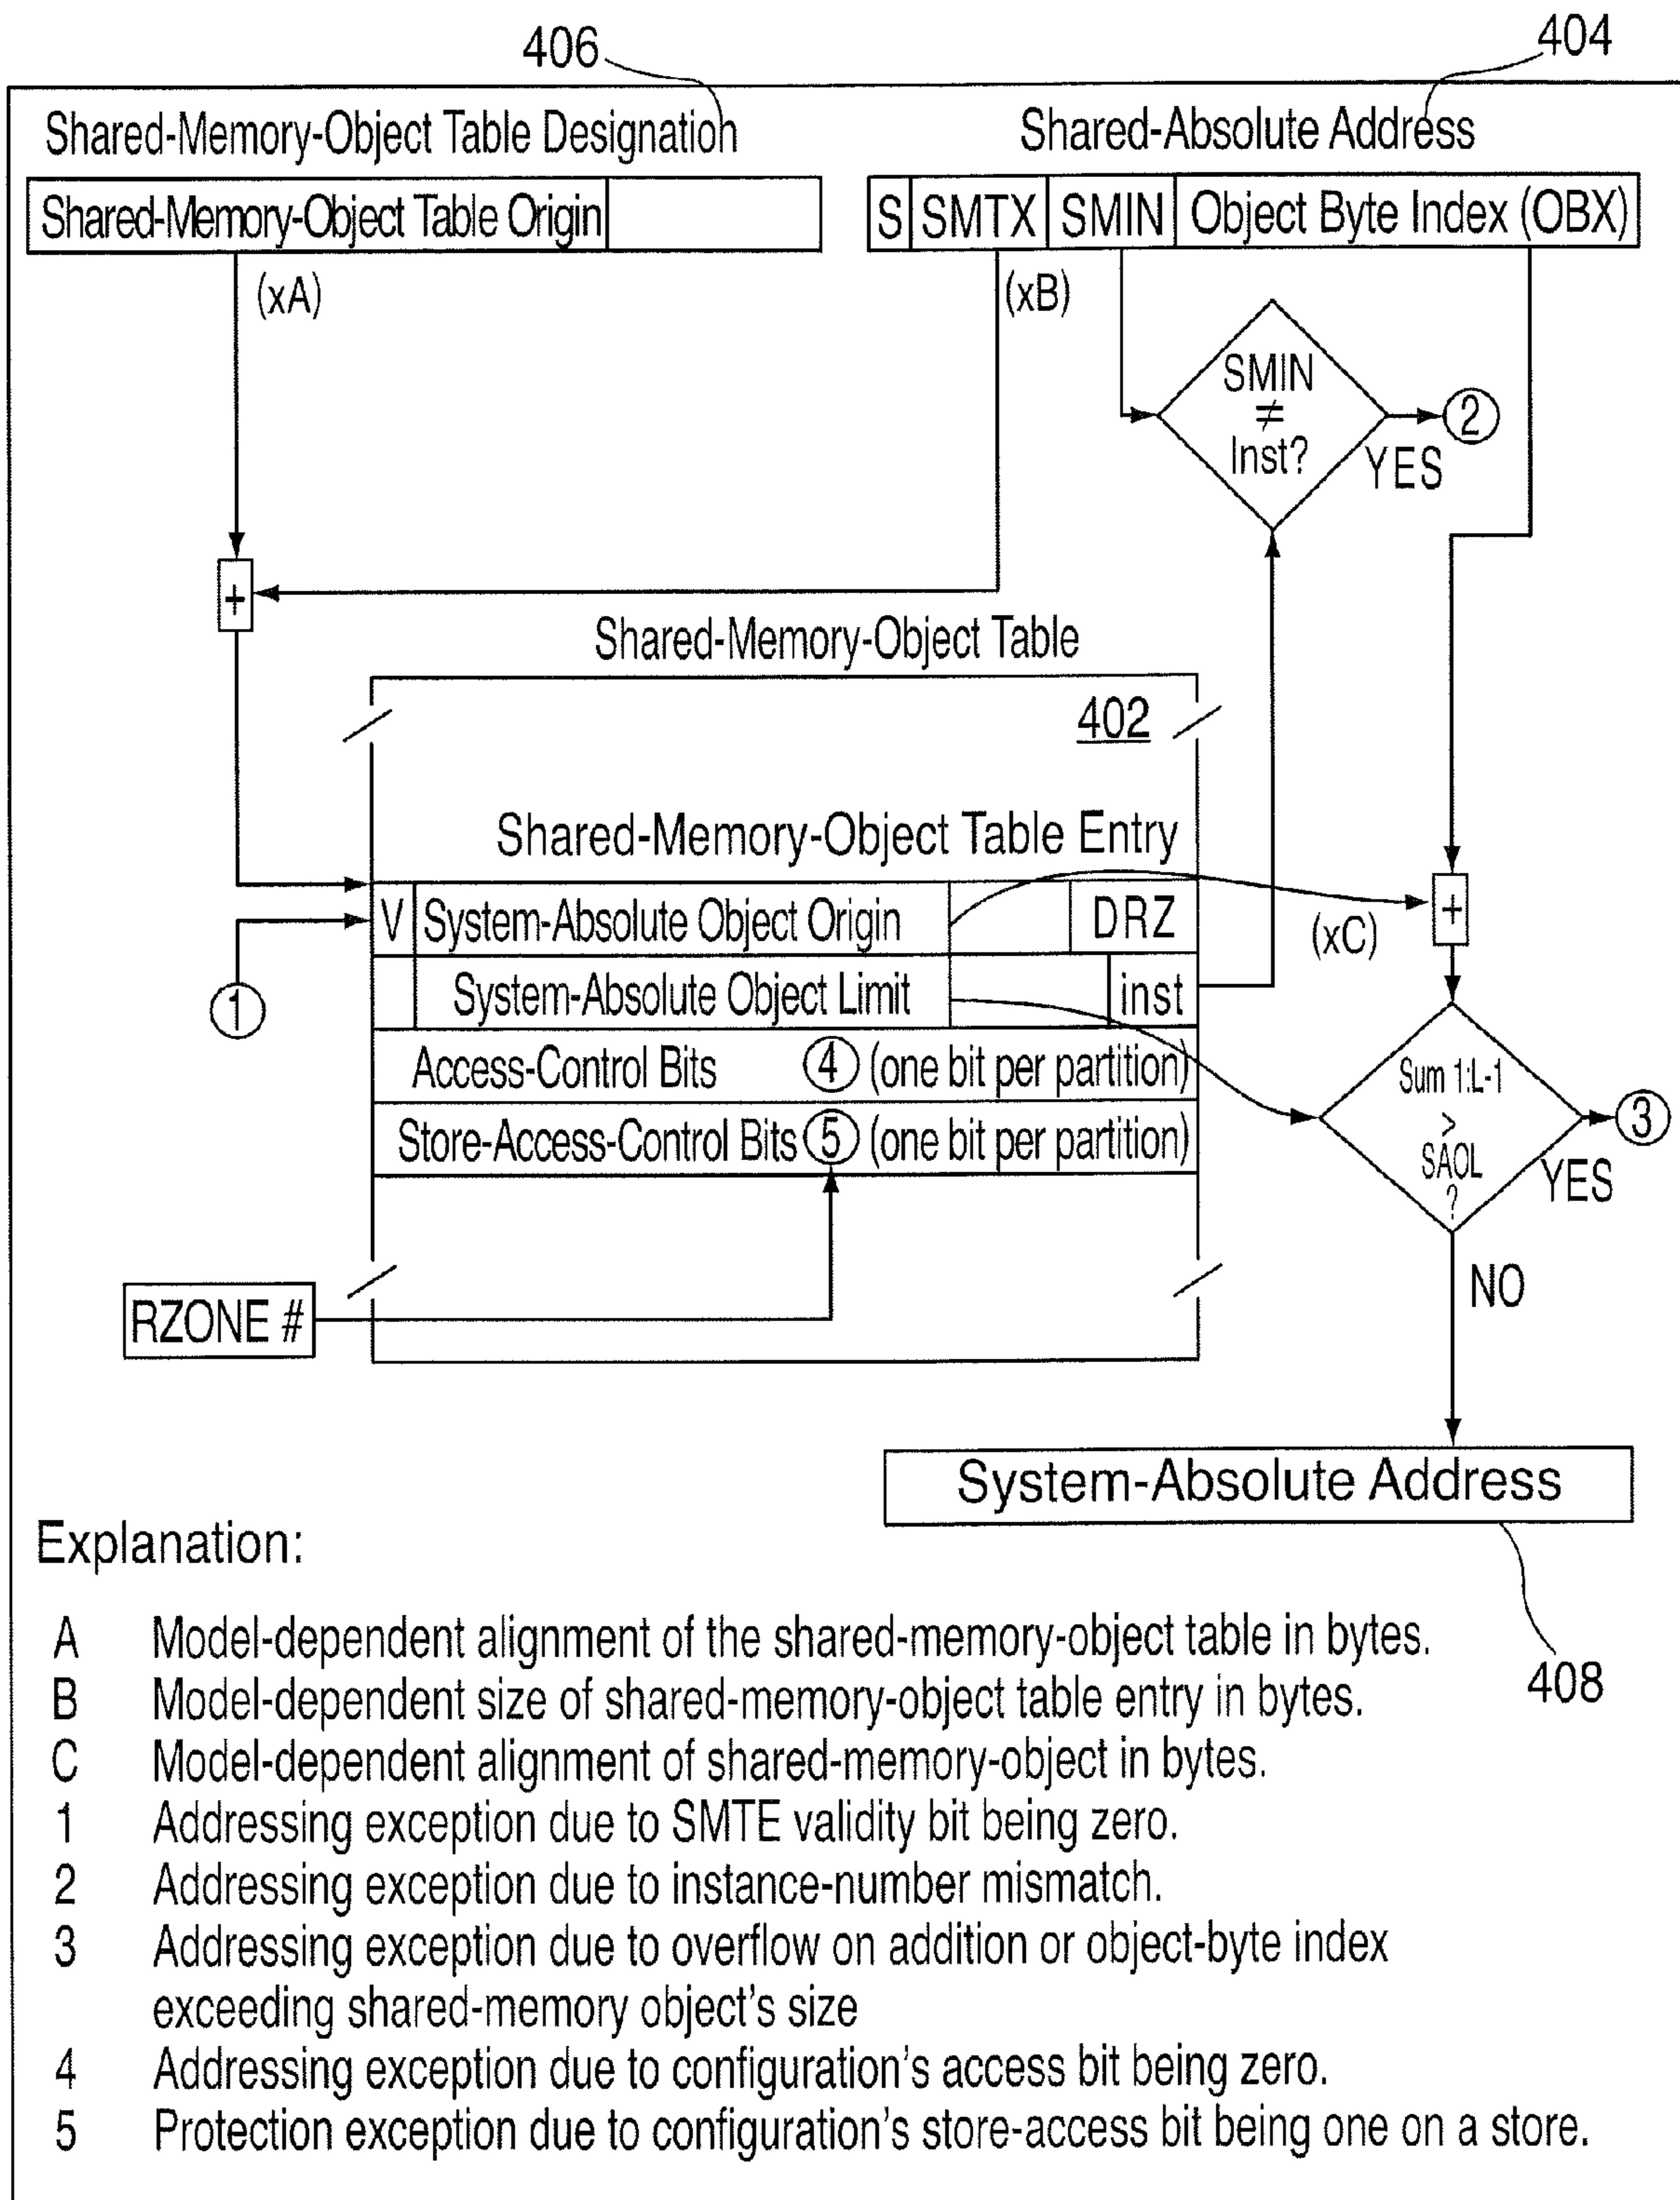 406
404
Shared-Memory-Object Table Designation
Shared-Absolute Address
Shared-Memory-Object Table Origin
S SMTX SMIN Object Byte Index (OBX)
(xA)
(xB)
SMIN
≠
Inst?
YES
2
+
Shared-Memory-Object Table
402
Shared-Memory-Object Table Entry
V System-Absolute Object Origin DRZ
(xC)
+
System-Absolute Object Limit inst
1
Access-Control Bits 4 (one bit per partition)
Store-Access-Control Bits 5 (one bit per partition)
Sum 1:L-1
>
SAOL
?
YES
3
RZONE #
NO
System-Absolute Address
408
Explanation:
A Model-dependent alignment of the shared-memory-object table in bytes.
B Model-dependent size of shared-memory-object table entry in bytes.
C Model-dependent alignment of shared-memory-object in bytes.
1 Addressing exception due to SMTE validity bit being zero.
2 Addressing exception due to instance-number mismatch.
3 Addressing exception due to overflow on addition or object-byte index
exceeding shared-memory object's size
4 Addressing exception due to configuration's access bit being zero.
5 Protection exception due to configuration's store-access bit being one on a store.